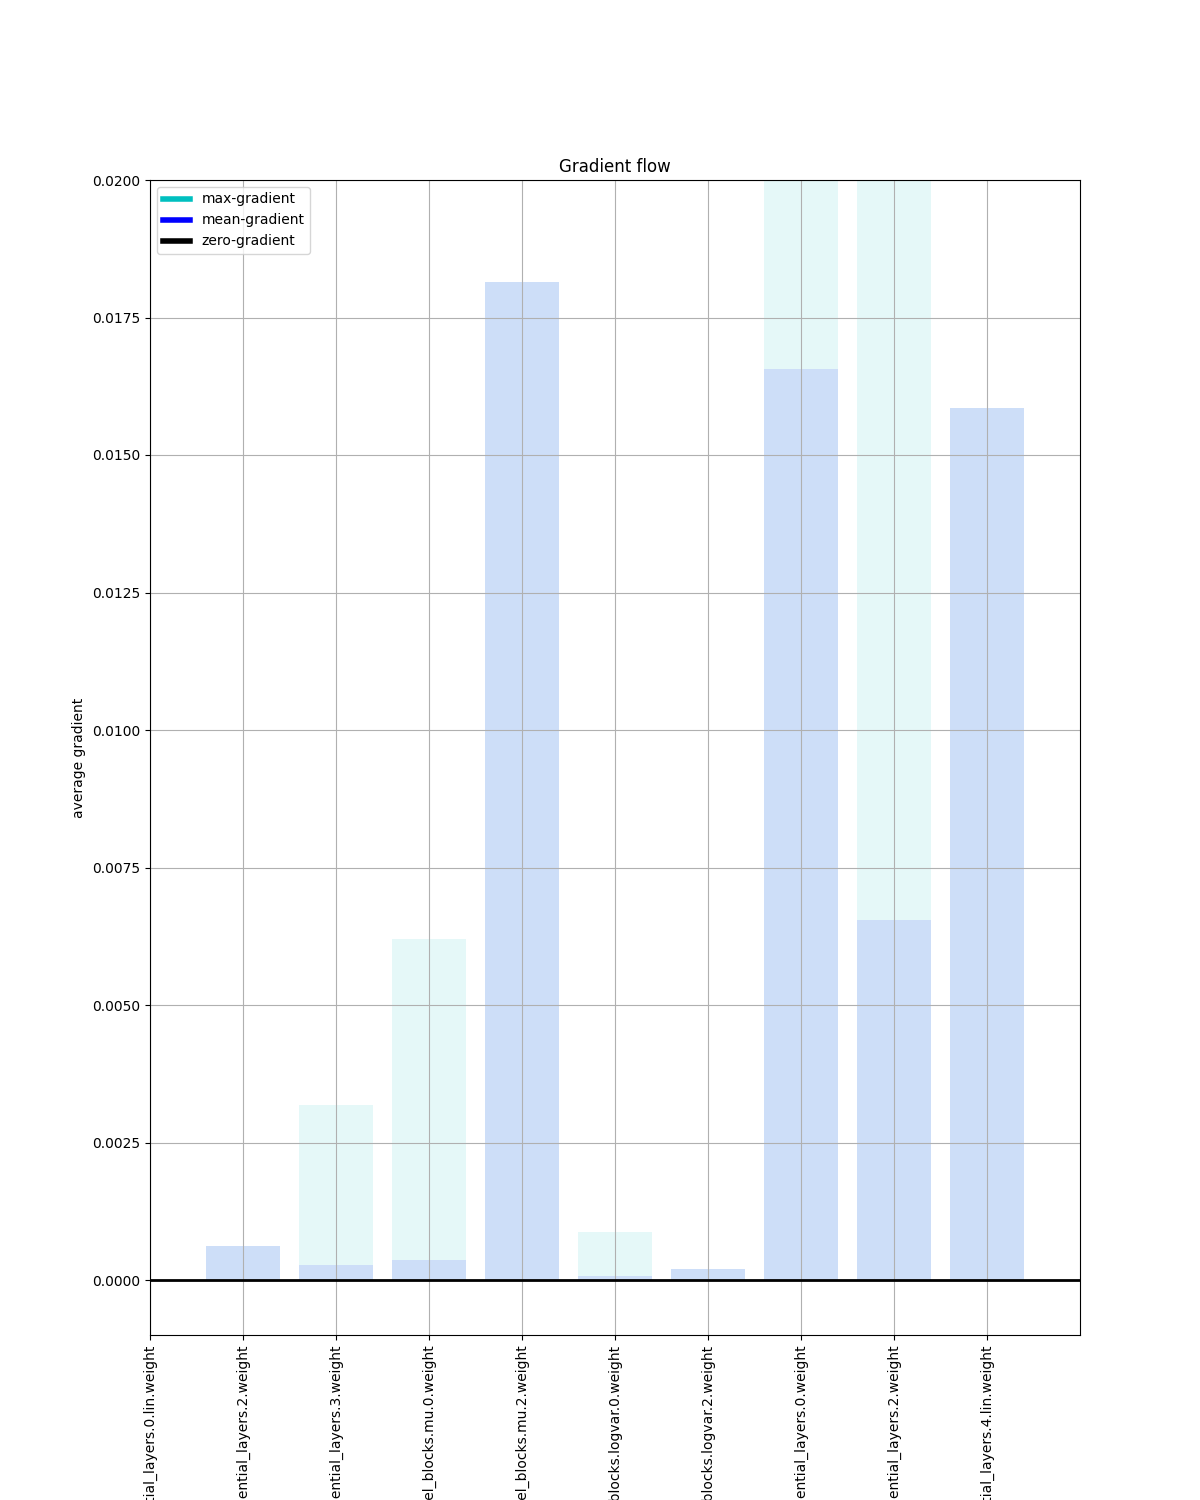 Gradient flow
max-gradient
mean-gradient
zero-gradient
0.0200
0.0175
0.0150
0.0125
0.0100
0.0075
0.0050
0.0025
0.0000
average gradient
tial_layers.0.lin.weight
ential_layers.2.weight
ential_layers.3.weight
el_blocks.mu.0.weight
el_blocks.mu.2.weight
blocks.logvar.0.weight
blocks.logvar.2.weight
ential_layers.0.weight
ential_layers.2.weight
tial_layers.4.lin.weight